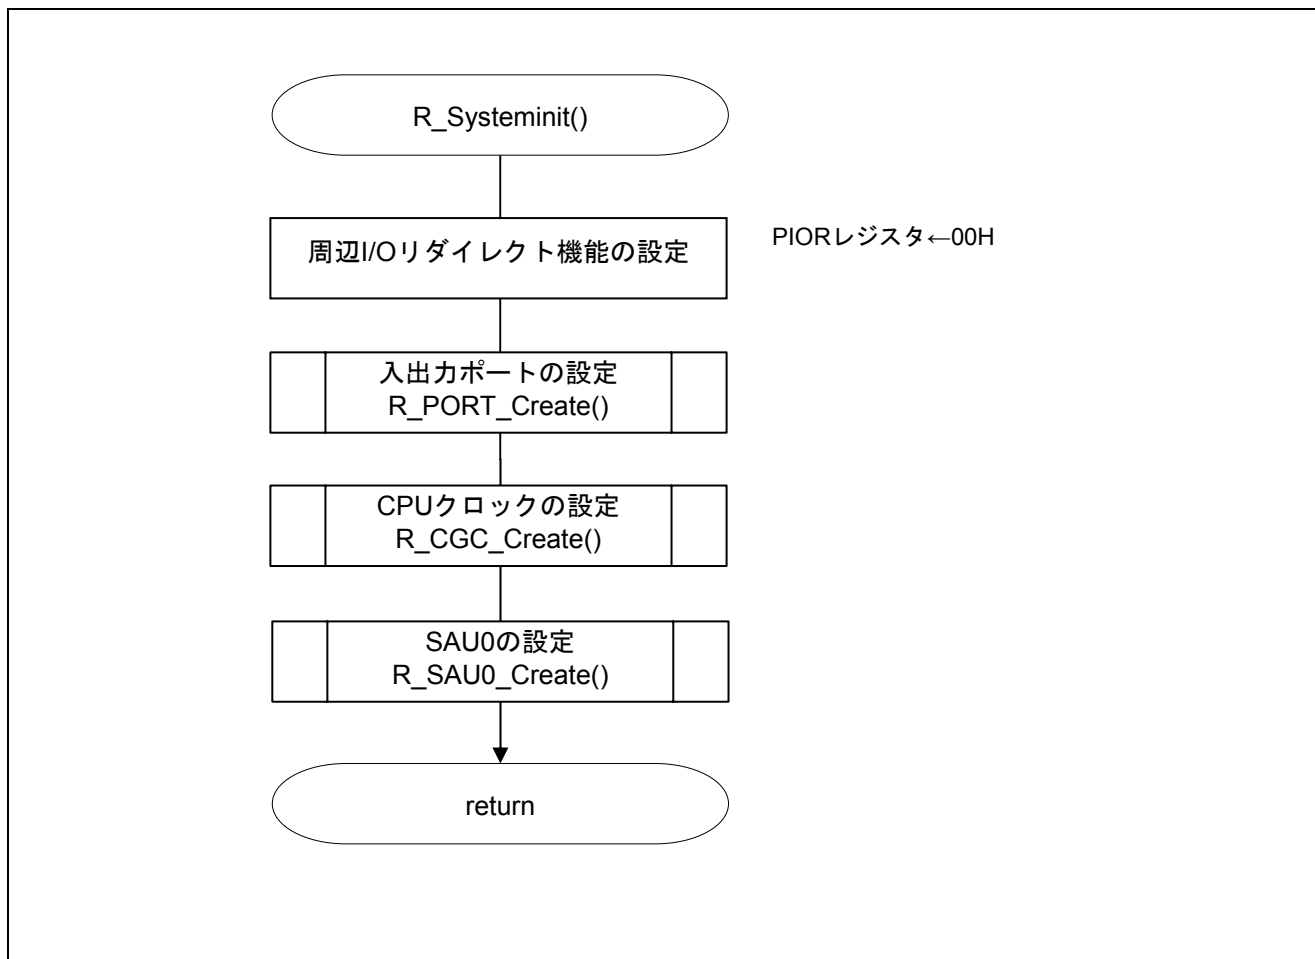 R_Systeminit()
周辺I/Oリダイレクト機能の設定
PIORレジスタ←00H
入出力ポートの設定
R_PORT_Create()
CPUクロックの設定
R_CGC_Create()
SAU0の設定
R_SAU0_Create()
return